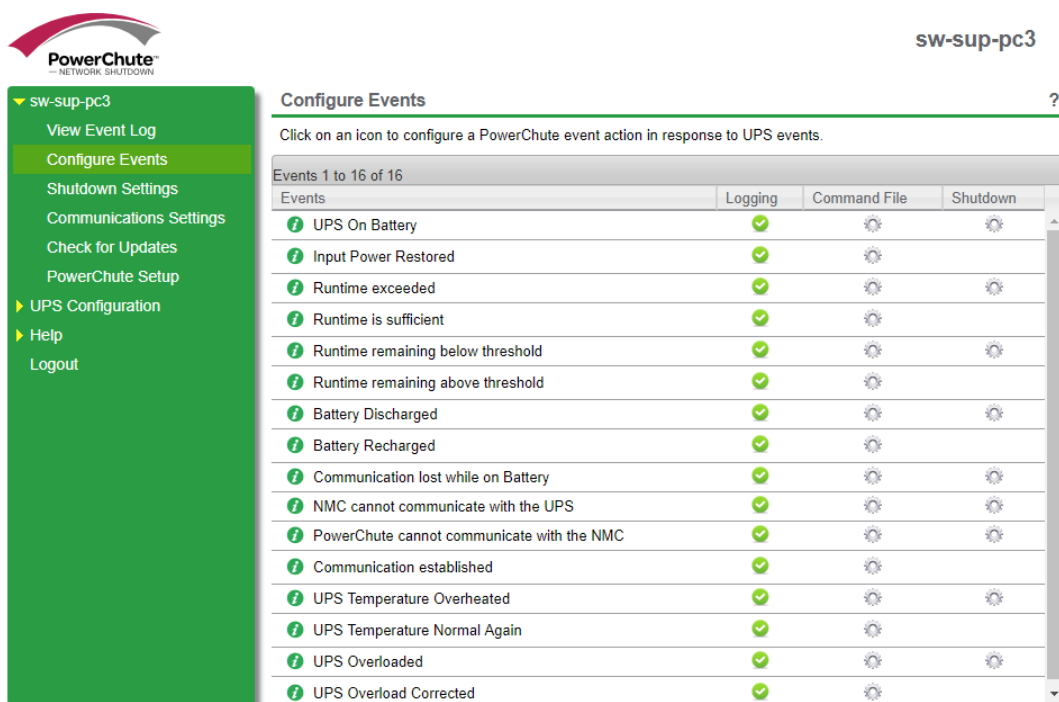 PowerChute™
NETWORK SHUTDOWN
sw-sup-pc3
sw-sup-pc3
View Event Log
Configure Events
Shutdown Settings
Communications Settings
Check for Updates
PowerChute Setup
UPS Configuration
Help
Logout
Configure Events ?
Click on an icon to configure a PowerChute event action in response to UPS events.
Events 1 to 16 of 16
Events Logging Command File Shutdown
UPS On Battery
Input Power Restored
Runtime exceeded
Runtime is sufficient
Runtime remaining below threshold
Runtime remaining above threshold
Battery Discharged
Battery Recharged
Communication lost while on Battery
NMC cannot communicate with the UPS
PowerChute cannot communicate with the NMC
Communication established
UPS Temperature Overheated
UPS Temperature Normal Again
UPS Overloaded
UPS Overload Corrected